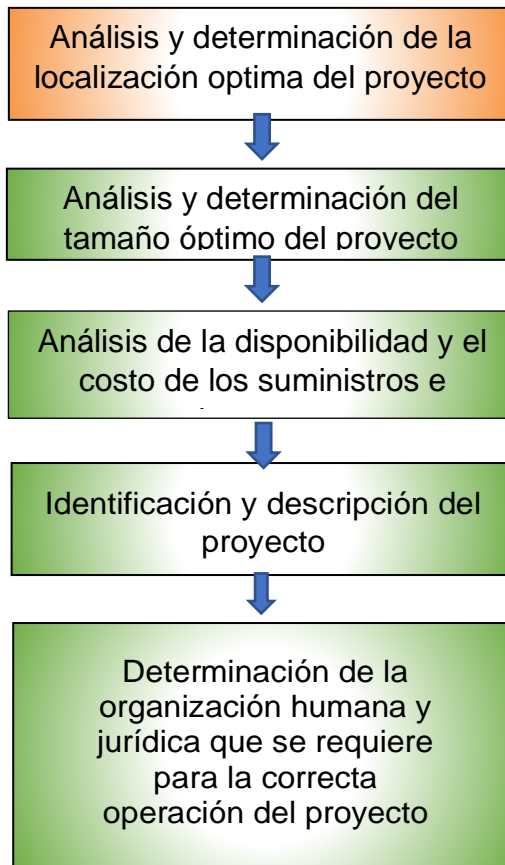 Análisis y determinación de la
localización optima del proyecto
Análisis y determinación del
tamaño óptimo del proyecto
Análisis de la disponibilidad y el
costo de los suministros e
Identificación y descripción del
proyecto
Determinación de la
organización humana y
jurídica que se requiere
para la correcta
operación del proyecto